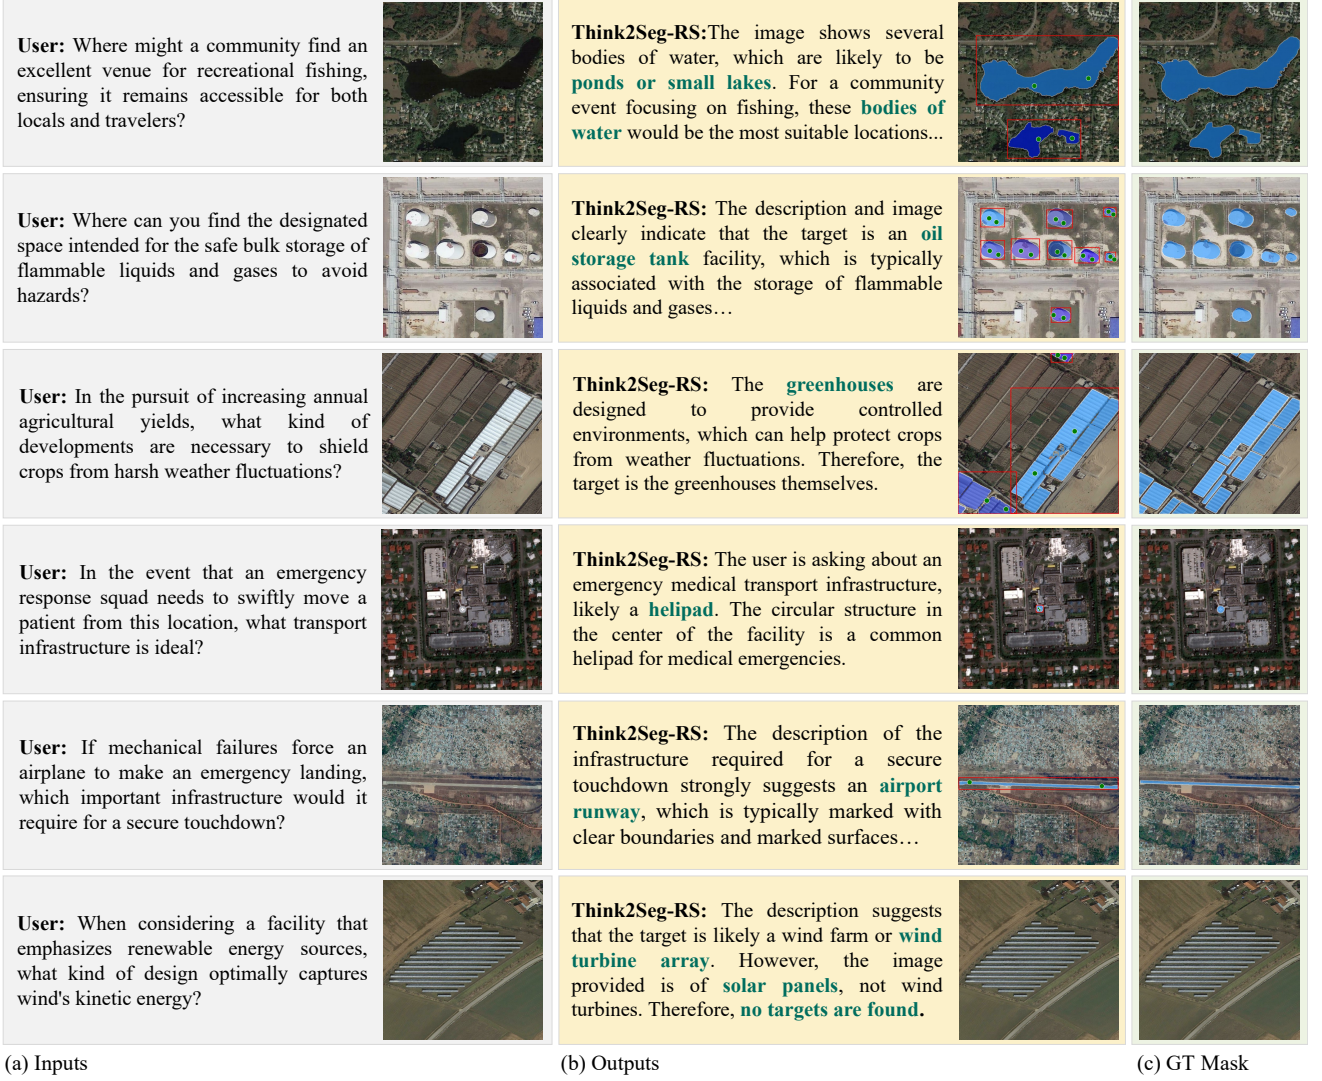 User: Where might a community find an
excellent venue for recreational fishing,
ensuring it remains accessible for both
locals and travelers?
Think2Seg-RS:The image shows several
bodies of water, which are likely to be
ponds or small lakes. For a community
event focusing on fishing, these bodies of
water would be the most suitable locations...
User: Where can you find the designated
space intended for the safe bulk storage of
flammable liquids and gases to avoid
hazards?
Think2Seg-RS: The description and image
clearly indicate that the target is an oil
storage tank facility, which is typically
associated with the storage of flammable
liquids and gases…
User: In the pursuit of increasing annual
agricultural yields, what kind of
developments are necessary to shield
crops from harsh weather fluctuations?
Think2Seg-RS: The greenhouses are
designed to provide controlled
environments, which can help protect crops
from weather fluctuations. Therefore, the
target is the greenhouses themselves.
User: In the event that an emergency
response squad needs to swiftly move a
patient from this location, what transport
infrastructure is ideal?
Think2Seg-RS: The user is asking about an
emergency medical transport infrastructure,
likely a helipad. The circular structure in
the center of the facility is a common
helipad for medical emergencies.
User: If mechanical failures force an
airplane to make an emergency landing,
which important infrastructure would it
require for a secure touchdown?
Think2Seg-RS: The description of the
infrastructure required for a secure
touchdown strongly suggests an airport
runway, which is typically marked with
clear boundaries and marked surfaces…
User: When considering a facility that
emphasizes renewable energy sources,
what kind of design optimally captures
wind's kinetic energy?
Think2Seg-RS: The description suggests
that the target is likely a wind farm or wind
turbine array. However, the image
provided is of solar panels, not wind
turbines. Therefore, no targets are found.
(a) Inputs
(b) Outputs
(c) GT Mask